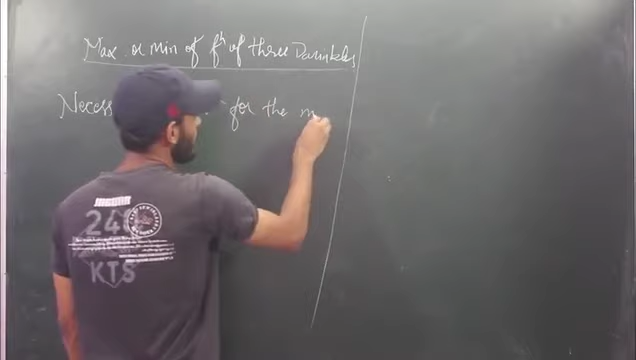 Max. or Min of fⁿ of three Variables
Necess for the m
240
KTS